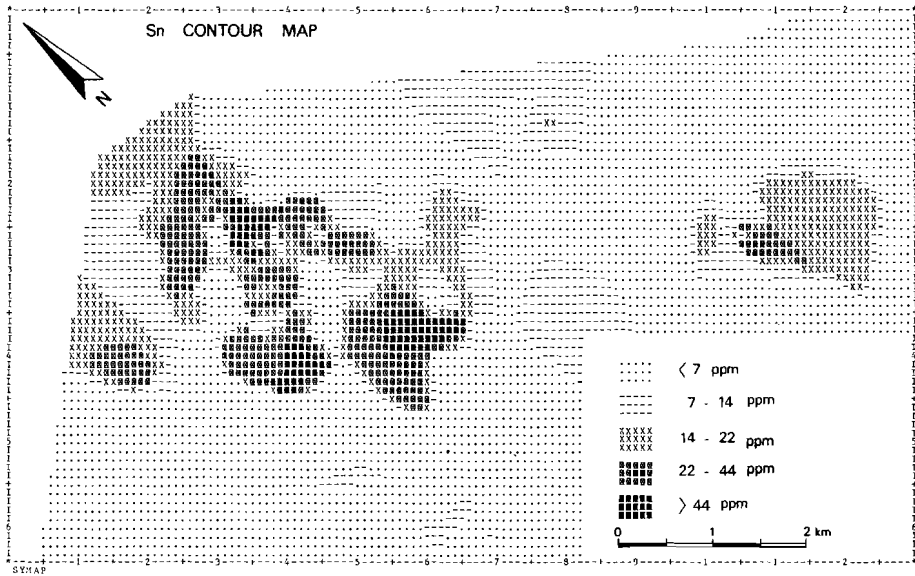 Sn CONTOUR MAP
N
< 7 ppm
7 - 14 ppm
14 - 22 ppm
22 - 44 ppm
> 44 ppm
0 1 2 km
SYMAP